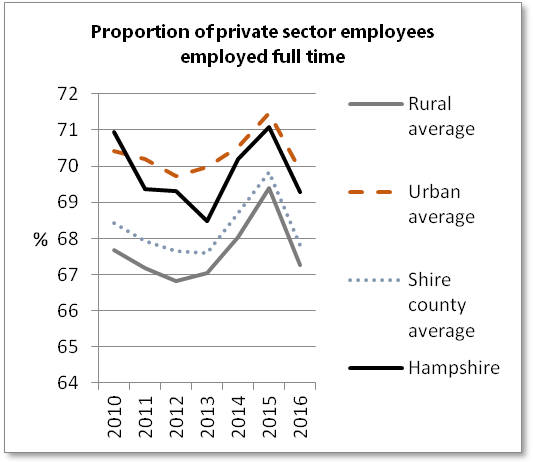 Proportion of private sector employees
employed full time
72
71
70
69
68
67
66
65
64
%
2010
2011
2012
2013
2014
2015
2016
Rural
average
Urban
average
Shire
county
average
Hampshire